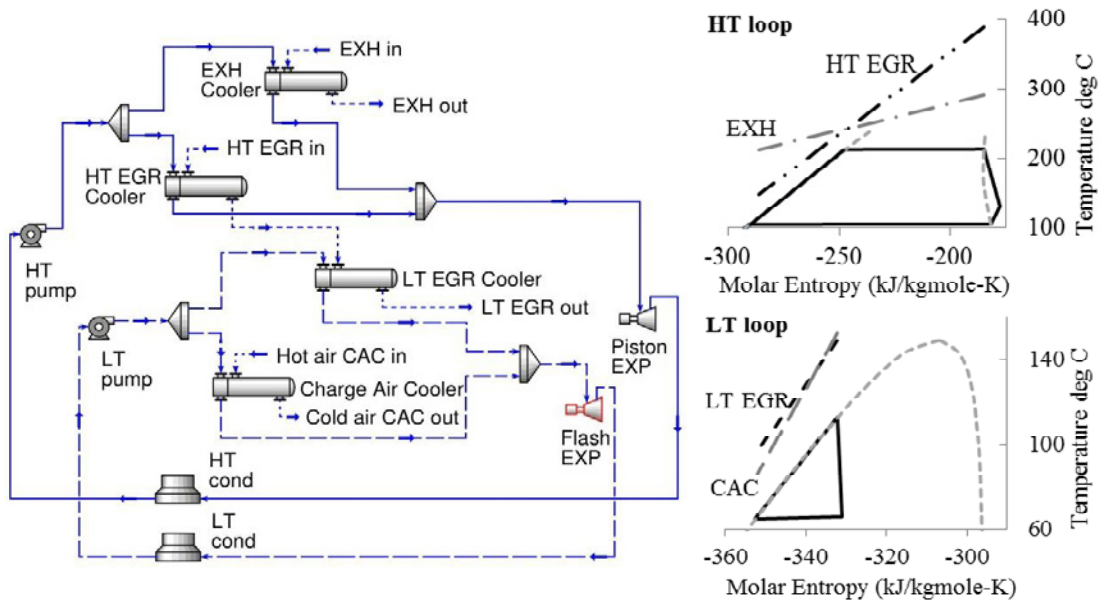 EXH in
EXH
Cooler
EXH out
HT EGR in
HT EGR
Cooler
HT
pump
LT EGR Cooler
LT EGR out
LT
pump
Hot air CAC in
Charge Air Cooler
Cold air CAC out
Piston
EXP
Flash
EXP
HT
cond
LT
cond
HT loop
HT EGR
EXH
400
300
200
100
Temperature deg C
-300 -250 -200
Molar Entropy (kJ/kgmole-K)
LT loop
LT EGR
CAC
140
100
60
Temperature deg C
-360 -340 -320 -300
Molar Entropy (kJ/kgmole-K)